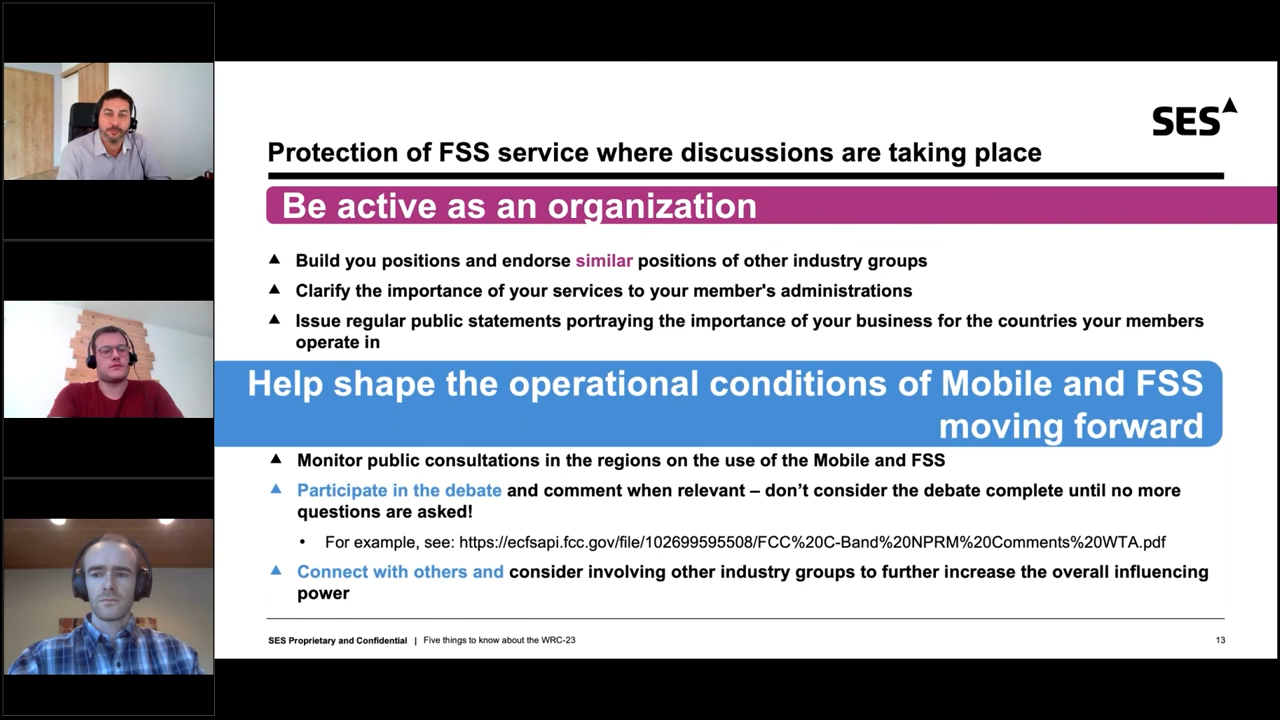 SES
Protection of FSS service where discussions are taking place
Be active as an organization
Build you positions and endorse similar positions of other industry groups
Clarify the importance of your services to your member's administrations
Issue regular public statements portraying the importance of your business for the countries your members
operate in
Help shape the operational conditions of Mobile and FSS
moving forward
Monitor public consultations in the regions on the use of the Mobile and FSS
Participate in the debate and comment when relevant – don’t consider the debate complete until no more
questions are asked!
• For example, see: https://ecfsapi.fcc.gov/file/102699595508/FCC%20C-Band%20NPRM%20Comments%20WTA.pdf
Connect with others and consider involving other industry groups to further increase the overall influencing
power
SES Proprietary and Confidential | Five things to know about the WRC-23 13